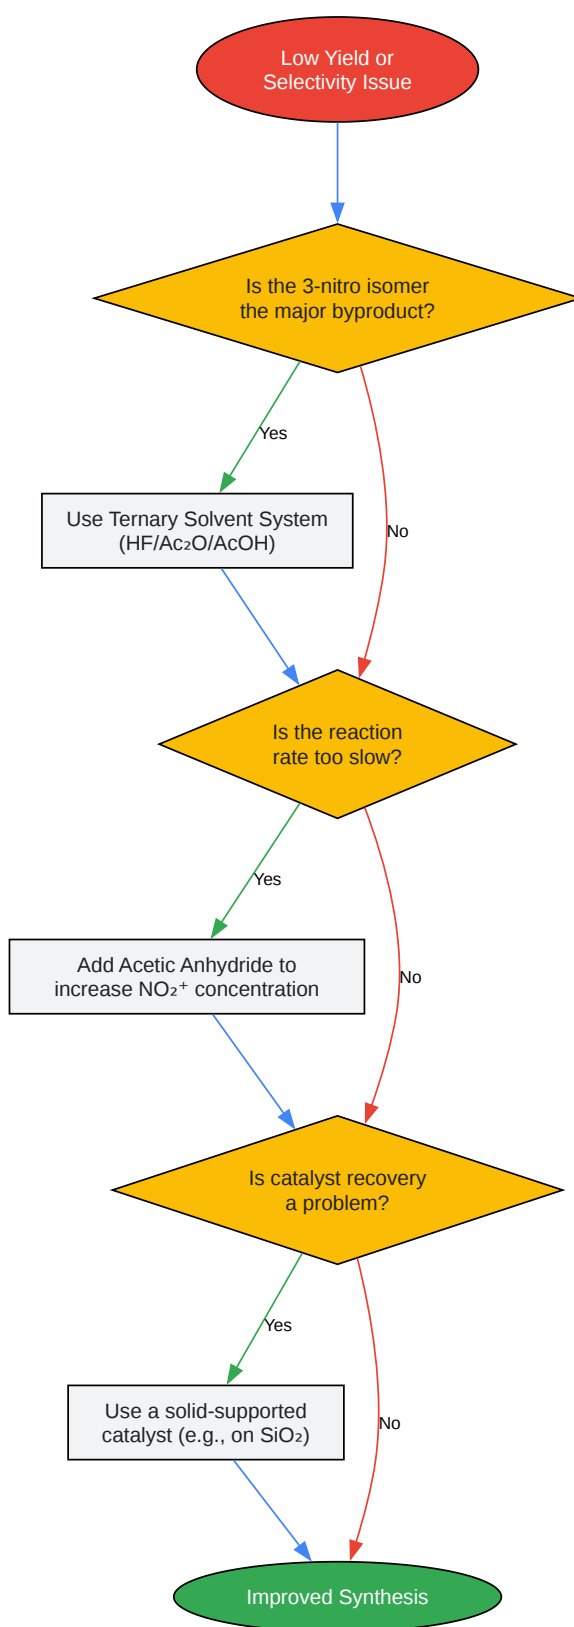 Low Yield or
Selectivity Issue
Is the 3-nitro isomer
the major byproduct?
Yes
Use Ternary Solvent System
(HF/Ac₂O/AcOH)
No
Is the reaction
rate too slow?
Yes
Add Acetic Anhydride to
increase NO₂⁺ concentration
No
Is catalyst recovery
a problem?
Yes
Use a solid-supported
catalyst (e.g., on SiO₂)
No
Improved Synthesis